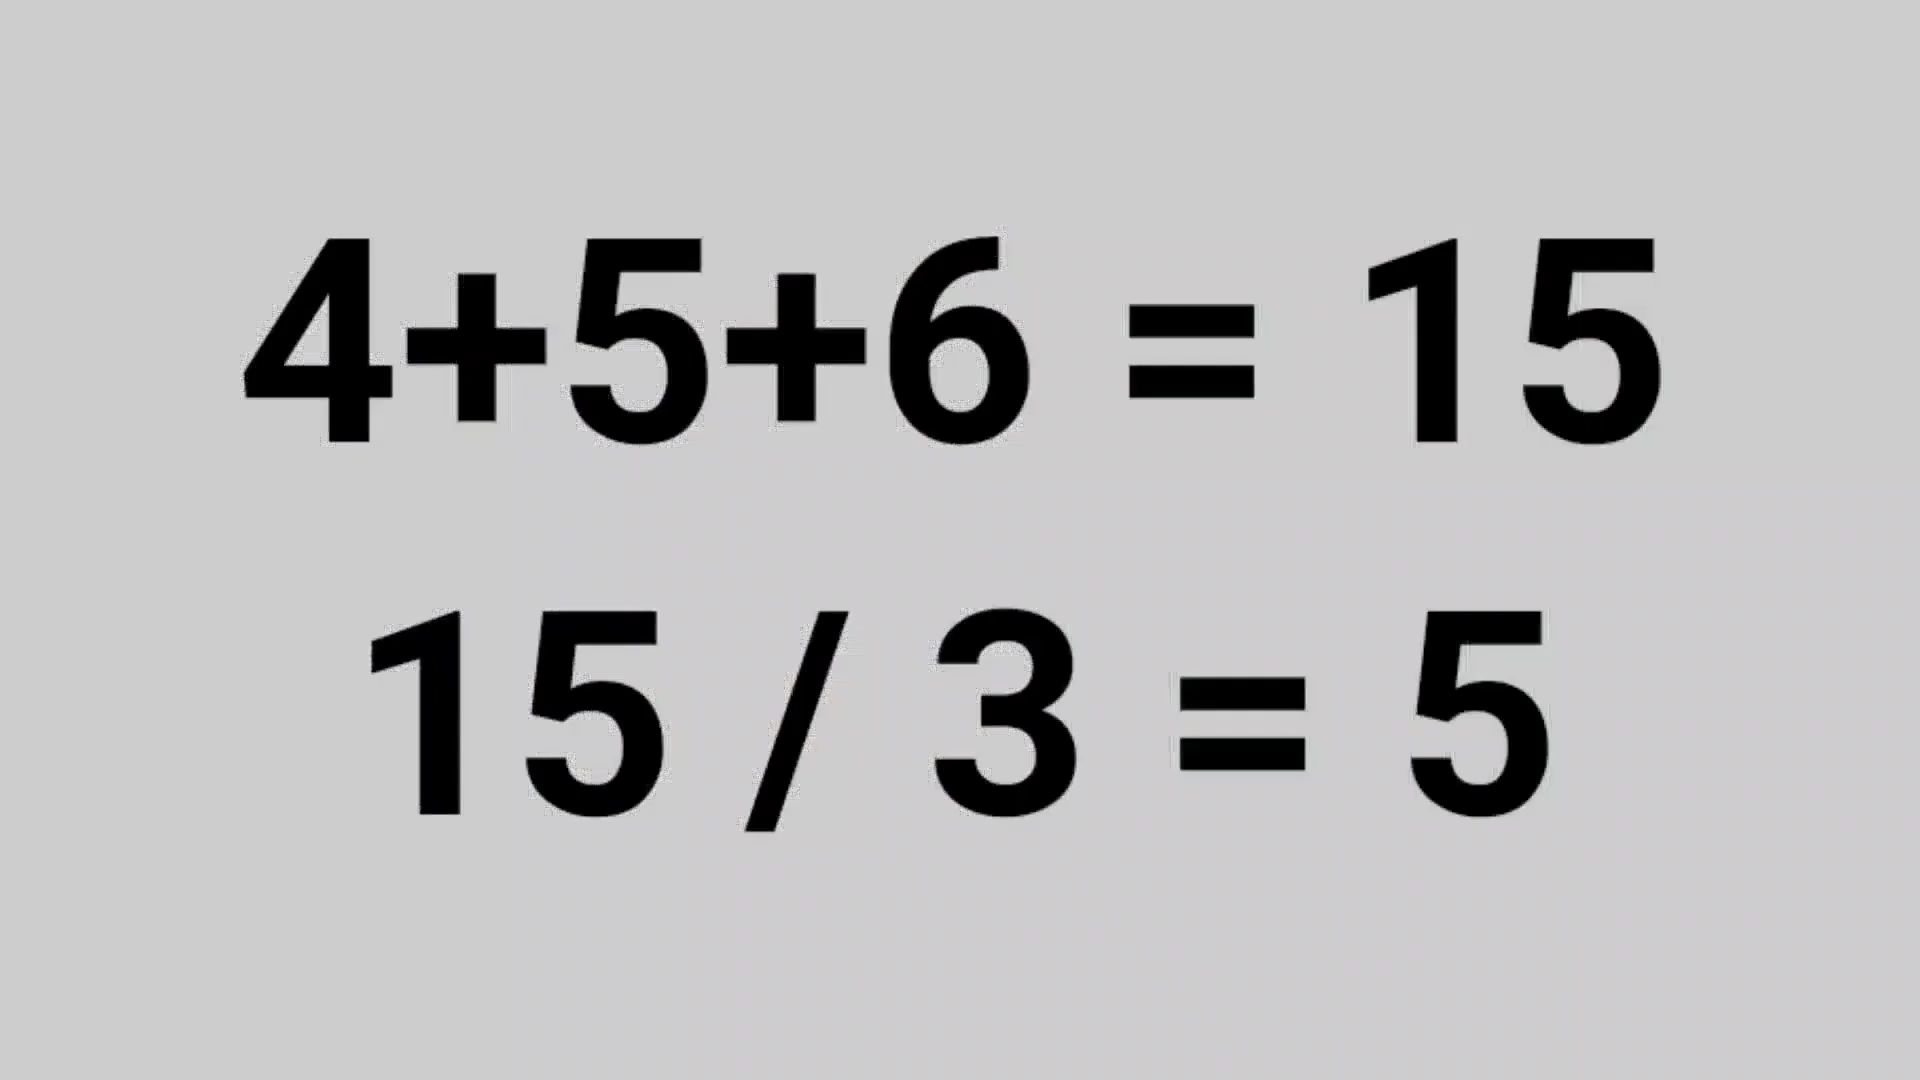 4+5+6 = 15
15 / 3 = 5